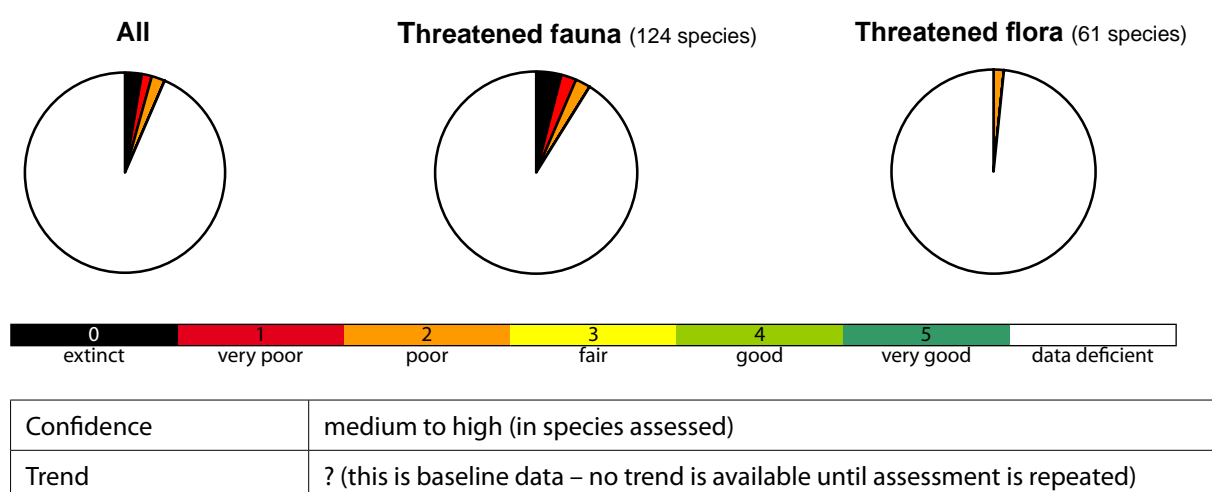 All
Threatened fauna (124 species)
Threatened flora (61 species)
0 1 2 3 4 5
extinct very poor poor fair good very good data deficient
Confidence medium to high (in species assessed)
Trend ? (this is baseline data – no trend is available until assessment is repeated)